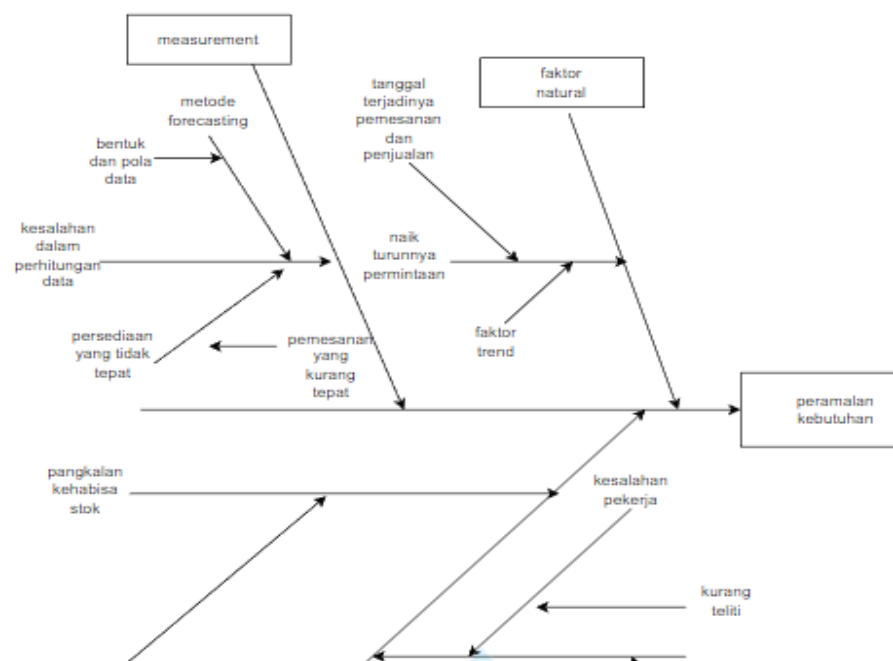 measurement
faktor
natural
tanggal
terjadinya
pemesanan
dan
penjualan
metode
forecasting
bentuk
dan pola
data
kesalahan
dalam
perhitungan
data
naik
turunnya
permintaan
persediaan
yang tidak
tepat
pemesanan
yang
kurang
tepat
faktor
trend
peramalan
kebutuhan
pangkalan
kehabisa
stok
kesalahan
pekerja
kurang
teliti